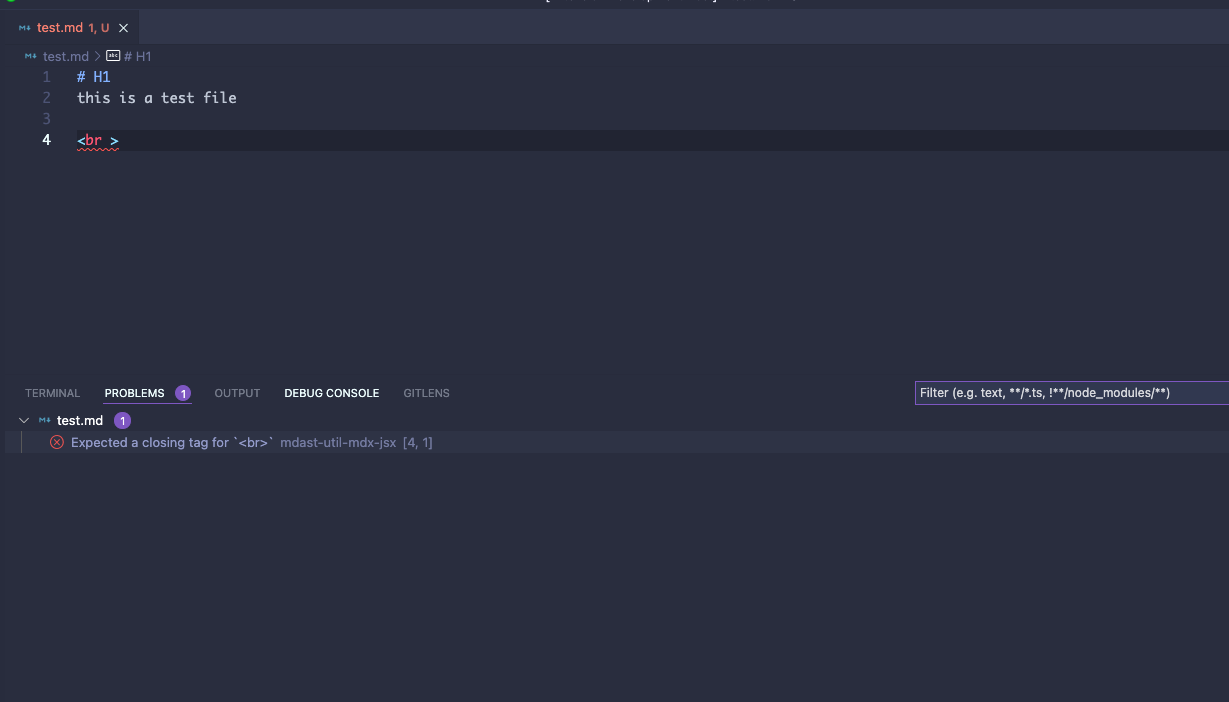 test.md 1, U
test.md > # H1
1 # H1
2 this is a test file
3
4 <br >
TERMINAL PROBLEMS 1 OUTPUT DEBUG CONSOLE GITLENS Filter (e.g. text, **/*.ts, !**/node_modules/**)
test.md 1
Expected a closing tag for `<br>` mdast-util-mdx-jsx [4, 1]